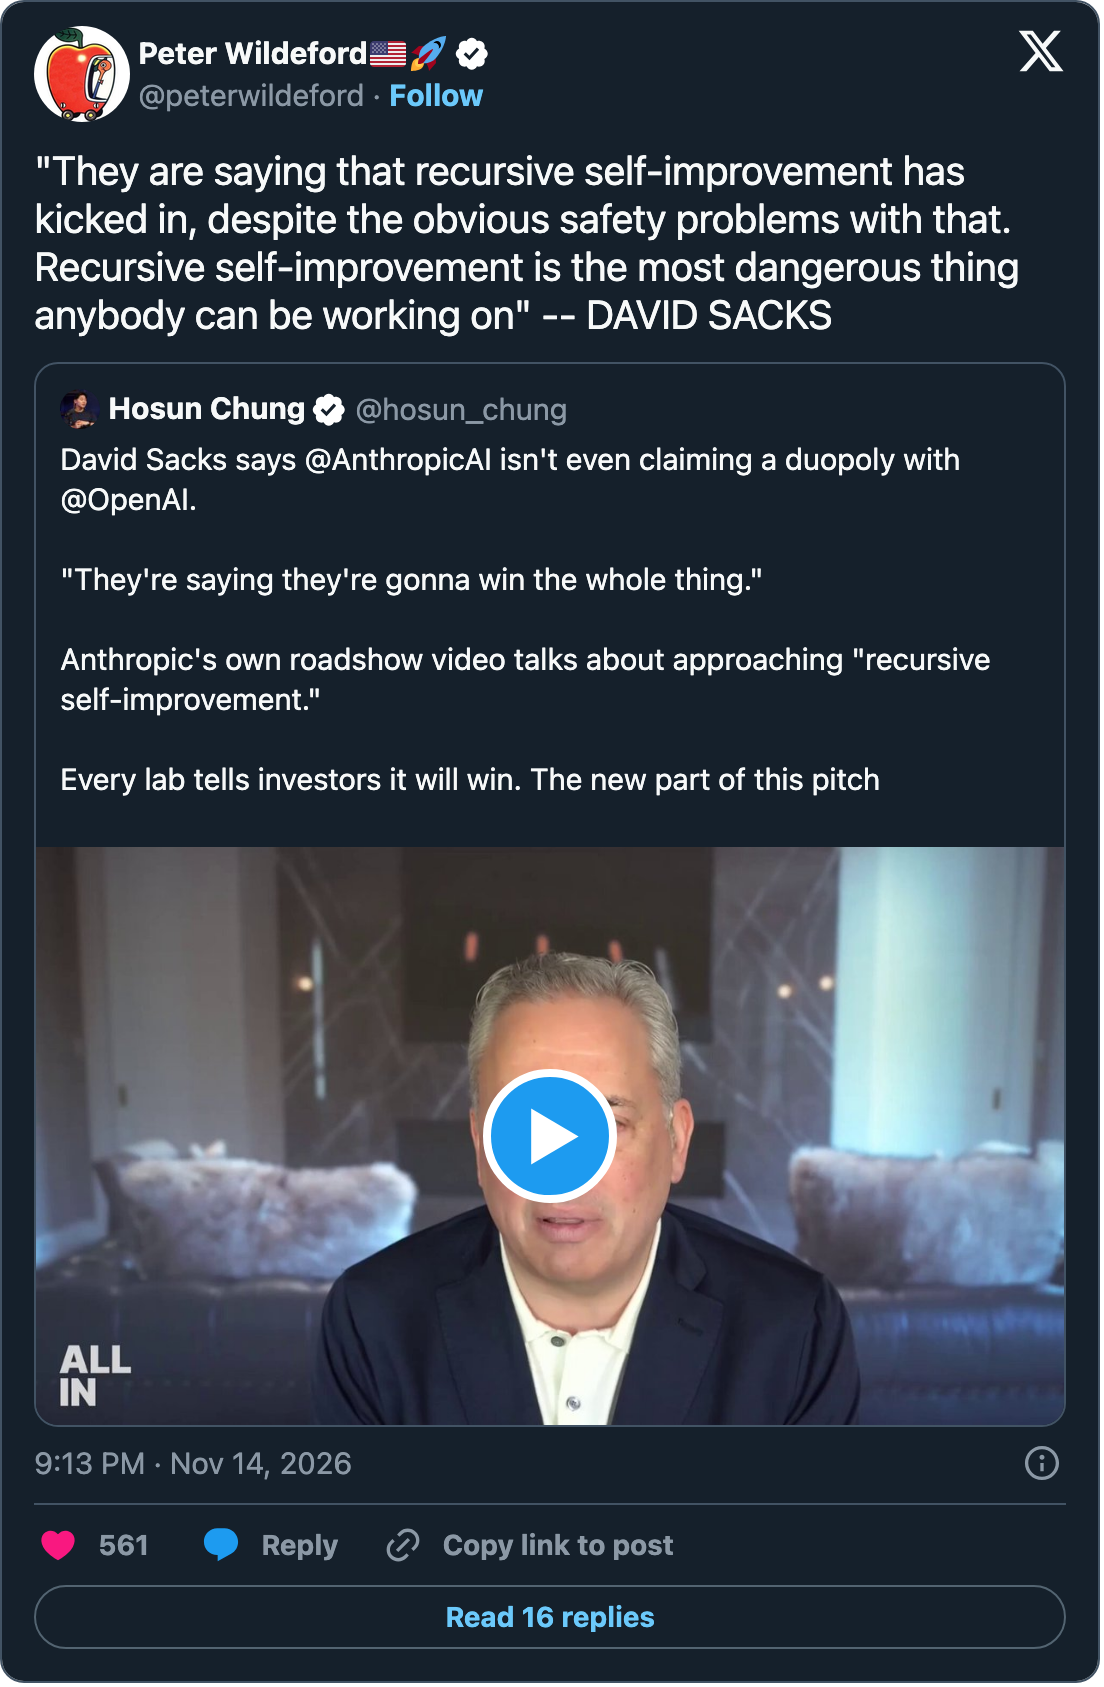 Peter Wildeford🇺🇸🚀
@peterwildeford · Follow
"They are saying that recursive self-improvement has
kicked in, despite the obvious safety problems with that.
Recursive self-improvement is the most dangerous thing
anybody can be working on" -- DAVID SACKS
Hosun Chung @hosun_chung
David Sacks says @AnthropicAI isn't even claiming a duopoly with
@OpenAI.
"They're saying they're gonna win the whole thing."
Anthropic's own roadshow video talks about approaching "recursive
self-improvement."
Every lab tells investors it will win. The new part of this pitch
ALL
IN
9:13 PM · Nov 14, 2026
561 Reply Copy link to post
Read 16 replies